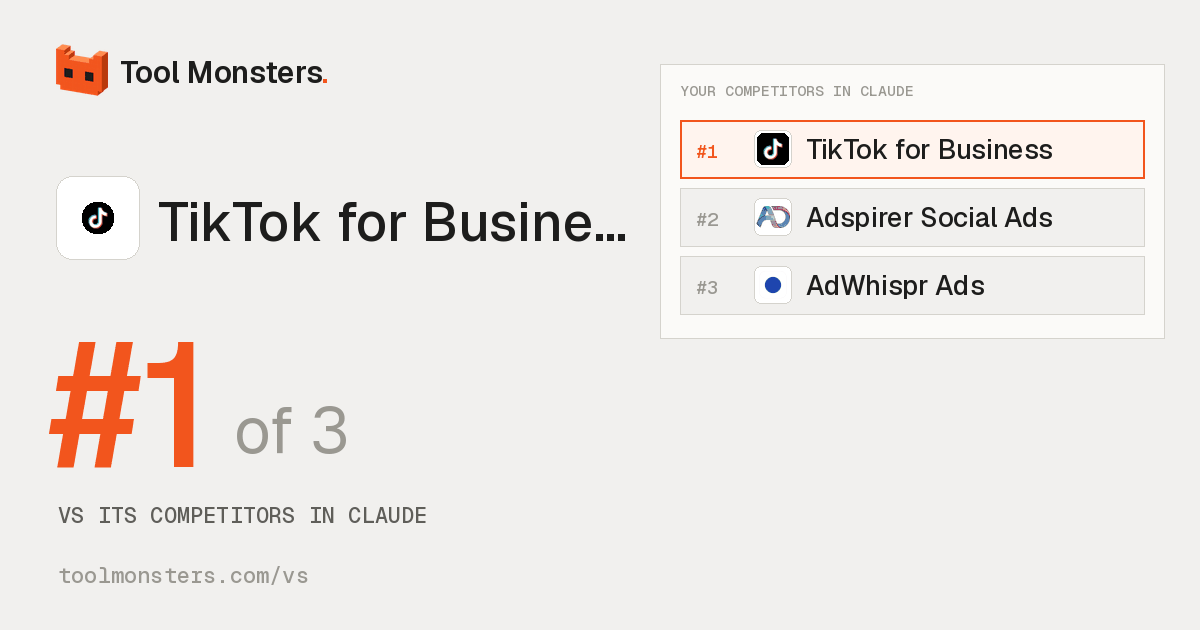 Tool Monsters.
TikTok for Busine...
#1 of 3
VS ITS COMPETITORS IN CLAUDE
toolmonsters.com/vs
YOUR COMPETITORS IN CLAUDE
#1 TikTok for Business
#2 AD Adspirer Social Ads
#3 AdWhispr Ads